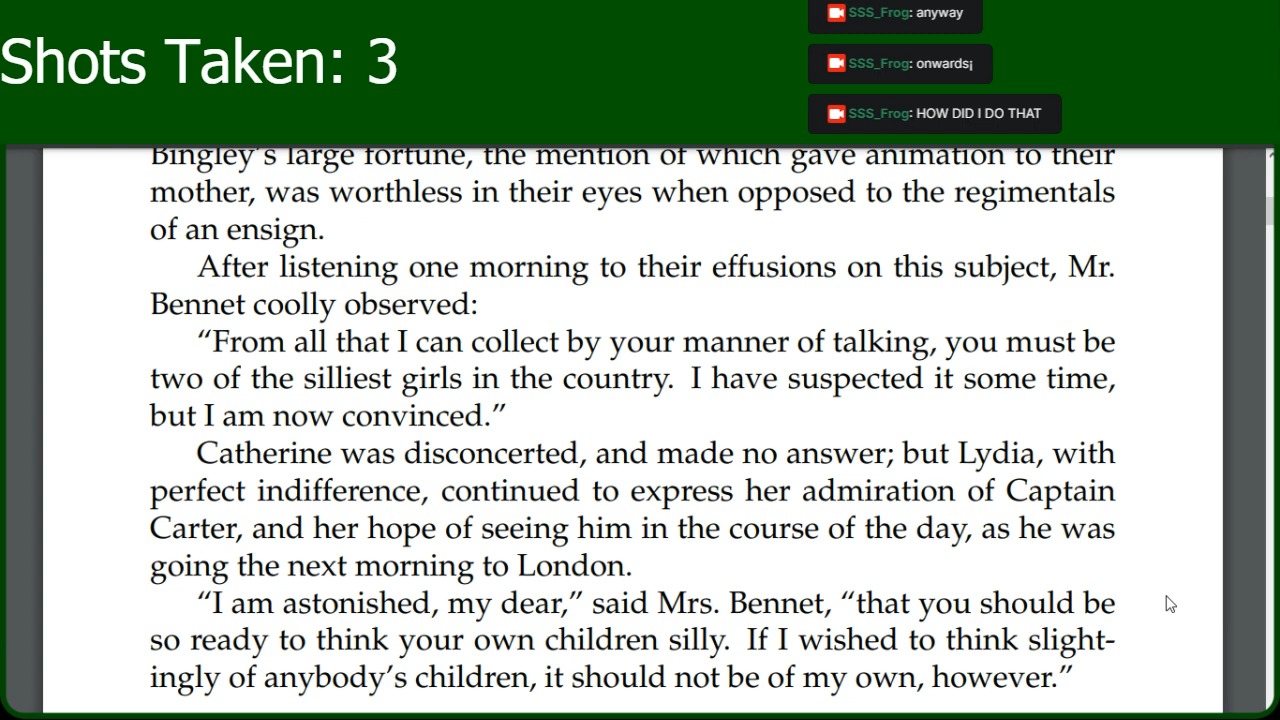 Shots Taken: 3
SSS_Frog: anyway
SSS_Frog: onwards¡
SSS_Frog: HOW DID I DO THAT
Bingley’s large fortune, the mention of which gave animation to their
mother, was worthless in their eyes when opposed to the regimentals
of an ensign.
After listening one morning to their effusions on this subject, Mr.
Bennet coolly observed:
“From all that I can collect by your manner of talking, you must be
two of the silliest girls in the country. I have suspected it some time,
but I am now convinced.”
Catherine was disconcerted, and made no answer; but Lydia, with
perfect indifference, continued to express her admiration of Captain
Carter, and her hope of seeing him in the course of the day, as he was
going the next morning to London.
“I am astonished, my dear,” said Mrs. Bennet, “that you should be
so ready to think your own children silly. If I wished to think slight-
ingly of anybody’s children, it should not be of my own, however.”